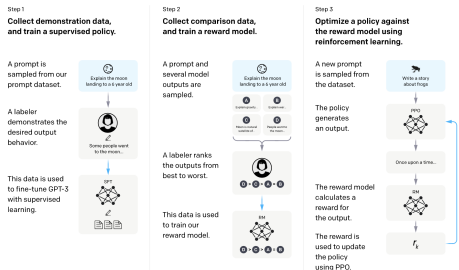 Step 1
Collect demonstration data,
and train a supervised policy.
A prompt is
sampled from our
prompt dataset.
Explain the moon
landing to a 6 year old
A labeler
demonstrates the
desired output
behavior.
Some people went
to the moon...
This data is used
to fine-tune GPT-3
with supervised
learning.
SFT
Step 2
Collect comparison data,
and train a reward model.
A prompt and
several model
outputs are
sampled.
Explain the moon
landing to a 6 year old
A
B
C
D
A labeler ranks
the outputs from
best to worst.
D > C > A = B
This data is used
to train our
reward model.
RM
D > C > A = B
Step 3
Optimize a policy against
the reward model using
reinforcement learning.
A new prompt
is sampled from
the dataset.
Write a story
about frogs
The policy
generates
an output.
PPO
Once upon a time...
The reward model
calculates a
reward for
the output.
RM
The reward is
used to update
the policy
using PPO.
r_k